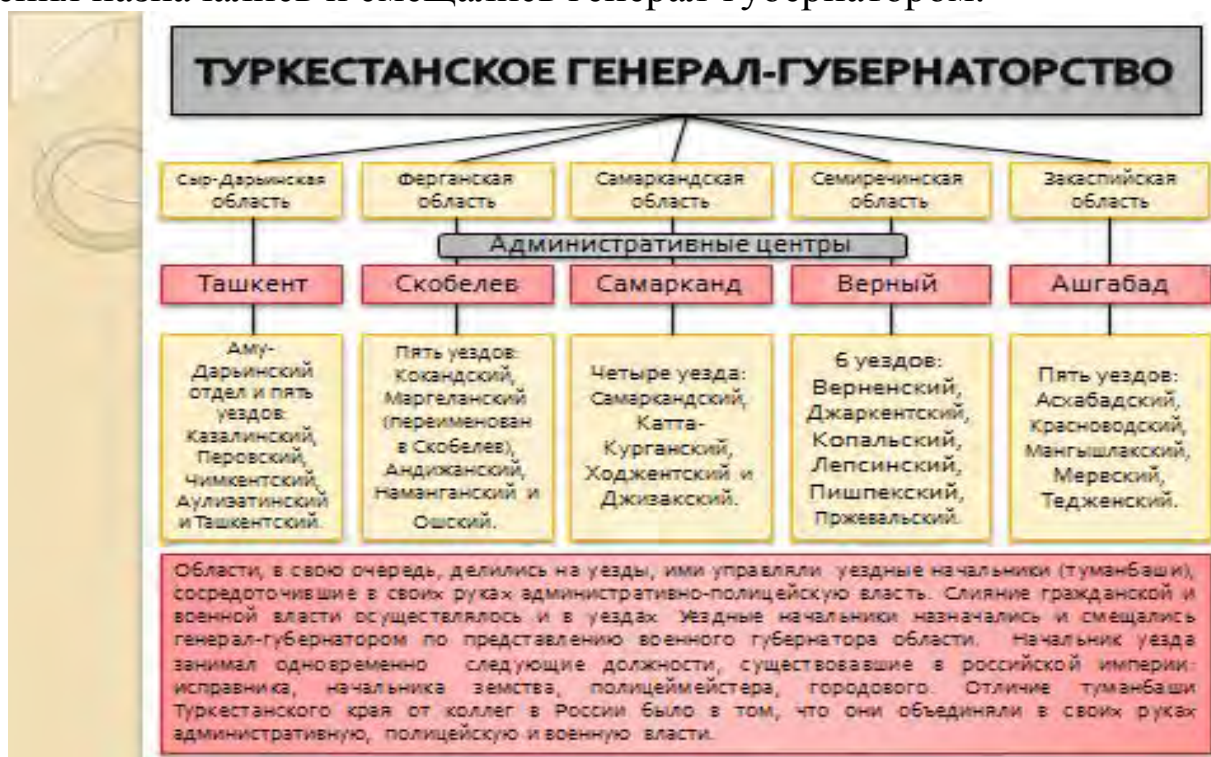 назначались и смещались генерал-губернатором.
ТУРКЕСТАНСКОЕ ГЕНЕРАЛ-ГУБЕРНАТОРСТВО
Сыр-Дарьинская
область
Ферганская
область
Самаркандская
область
Семиречинская
область
Закаспийская
область
Административные центры
Ташкент
Скобелев
Самарканд
Верный
Ашгабад
Аму-
Дарьинский
отдел и пять
уездов:
Казалинский,
Перовский,
Чимкентский,
Аулизатинский
и Ташкентский.
Пять уездов:
Кокандский,
Маргеланский
(переименован
в Скобелев),
Андижанский,
Наманганский и
Ошский.
Четыре уезда:
Самаркандский,
Катта-
Курганский,
Ходжентский и
Джизакский.
6 уездов:
Верненский,
Джаркентский,
Копальский,
Лепсинский,
Пишпекский,
Пржевальский.
Пять уездов:
Асхабадский,
Красноводский,
Мангышлакский,
Мервский,
Тедженский.
Области, в свою очередь, делились на уезды, ими управляли уездные начальники (туманбаши),
сосредоточившие в своих руках административно-полицейскую власть. Слияние гражданской и
военной власти осуществлялось и в уездах. Уездные начальники назначались и смещались
генерал-губернатором по представлению военного губернатора области. Начальник уезда
занимал одновременно следующие должности, существовавшие в российской империи:
исправника, начальника земства, полицеймейстера, городового. Отличие туманбаши
Туркестанского края от коллег в России было в том, что они объединяли в своих руках
административную, полицейскую и военную власти.